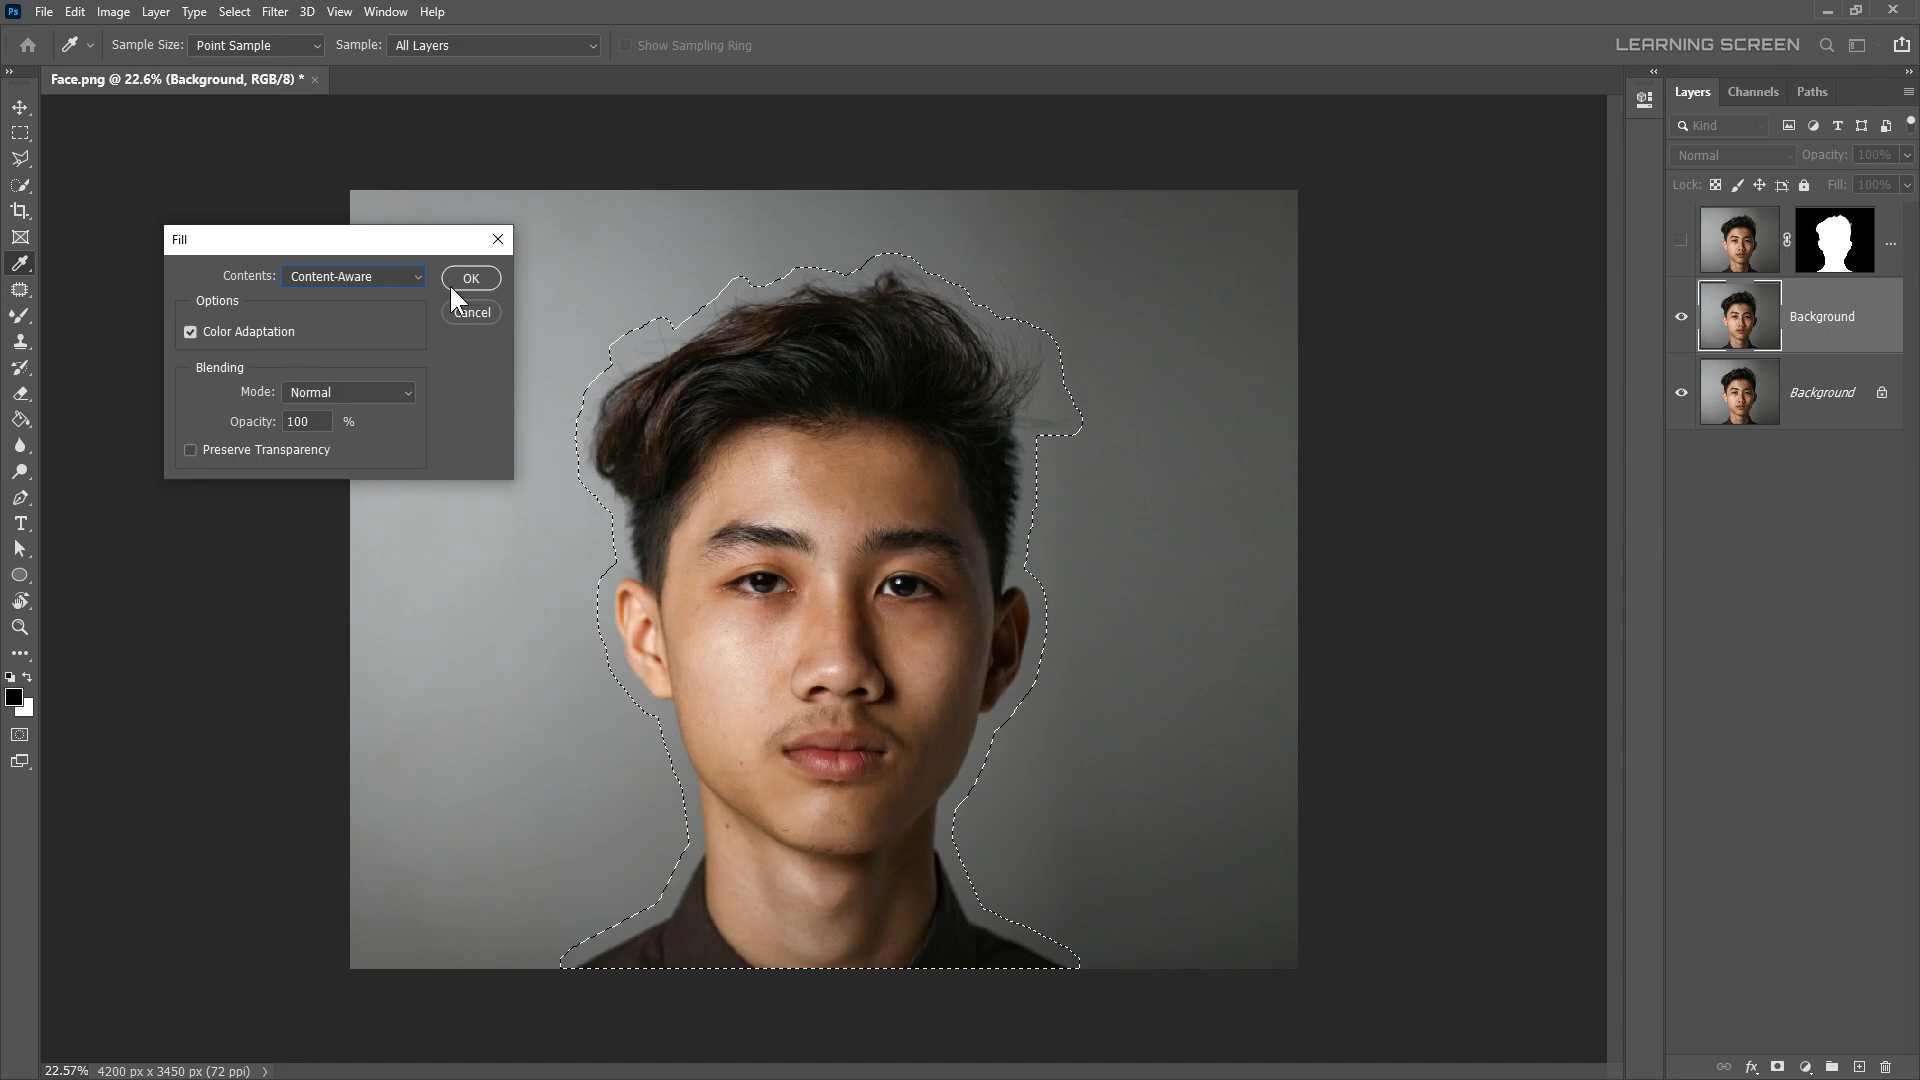 Ps File Edit Image Layer Type Select Filter 3D View Window Help
Sample Size: Point Sample Sample: All Layers Show Sampling Ring LEARNING SCREEN
Face.png @ 22.6% (Background, RGB/8) *
Layers Channels Paths
Kind
Normal Opacity: 100%
Lock: Fill: 100%
Fill
Contents: Content-Aware OK
Options
Cancel
Color Adaptation
Blending
Mode: Normal
Opacity: 100 %
Preserve Transparency
Background
Background
22.57% 4200 px x 3450 px (72 ppi)